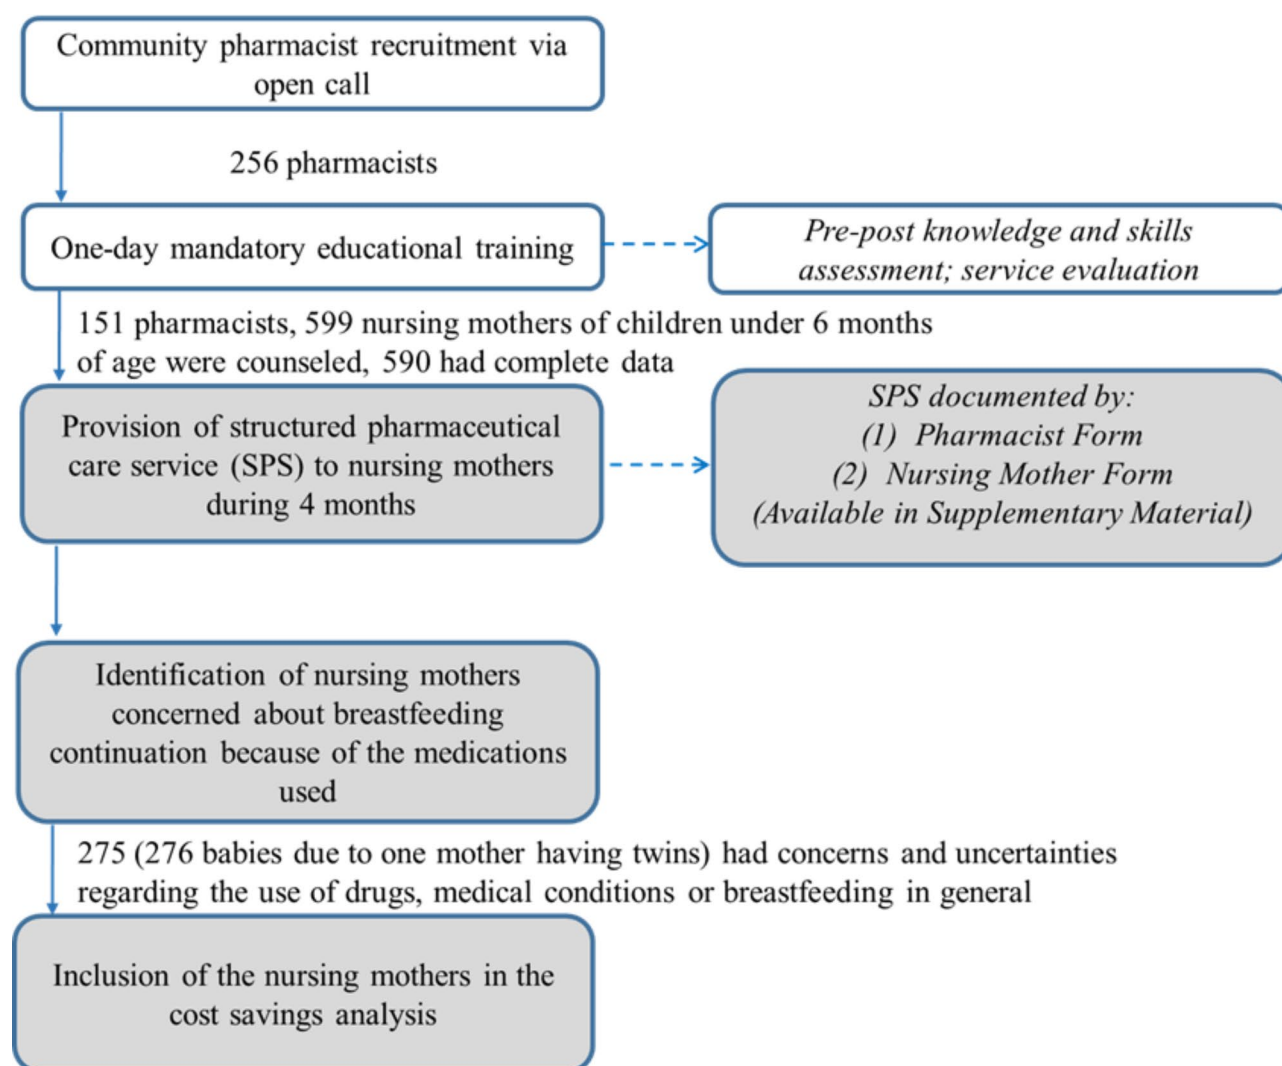 Community pharmacist recruitment via
open call
256 pharmacists
One-day mandatory educational training
Pre-post knowledge and skills
assessment; service evaluation
151 pharmacists, 599 nursing mothers of children under 6 months
of age were counseled, 590 had complete data
Provision of structured pharmaceutical
care service (SPS) to nursing mothers
during 4 months
SPS documented by:
(1) Pharmacist Form
(2) Nursing Mother Form
(Available in Supplementary Material)
Identification of nursing mothers
concerned about breastfeeding
continuation because of the medications
used
275 (276 babies due to one mother having twins) had concerns and uncertainties
regarding the use of drugs, medical conditions or breastfeeding in general
Inclusion of the nursing mothers in the
cost savings analysis